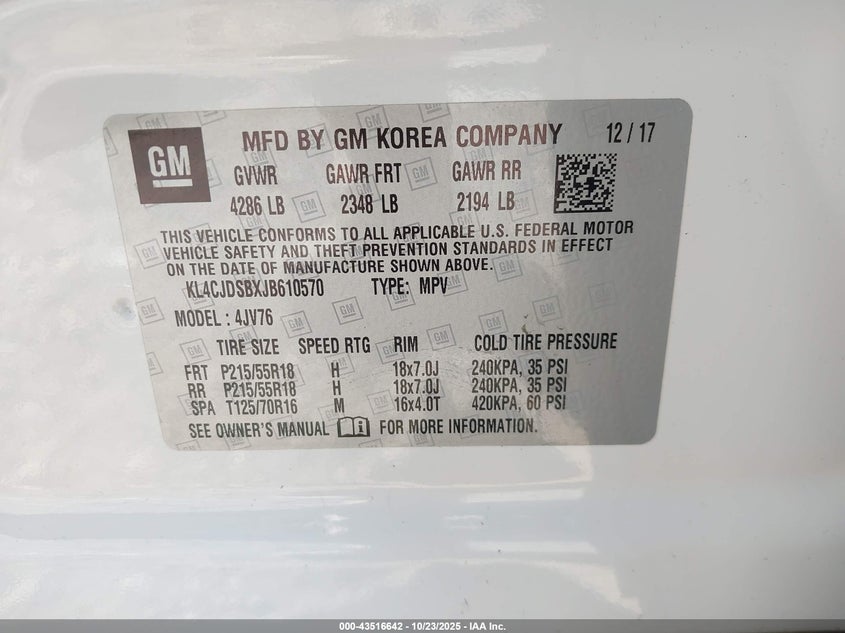 GM
MFD BY GM KOREA COMPANY 12 / 17
GVWR GAWR FRT GAWR RR
4286 LB 2348 LB 2194 LB
THIS VEHICLE CONFORMS TO ALL APPLICABLE U.S. FEDERAL MOTOR
VEHICLE SAFETY AND THEFT PREVENTION STANDARDS IN EFFECT
ON THE DATE OF MANUFACTURE SHOWN ABOVE.
KL4CJDSBXJB610570 TYPE: MPV
MODEL : 4JV76
TIRE SIZE SPEED RTG RIM COLD TIRE PRESSURE
FRT P215/55R18 H 18x7.0J 240KPA, 35 PSI
RR P215/55R18 H 18x7.0J 240KPA, 35 PSI
SPA T125/70R16 M 16x4.0T 420KPA, 60 PSI
SEE OWNER'S MANUAL FOR MORE INFORMATION.
000-43516642 - 10/23/2025 - IAA Inc.